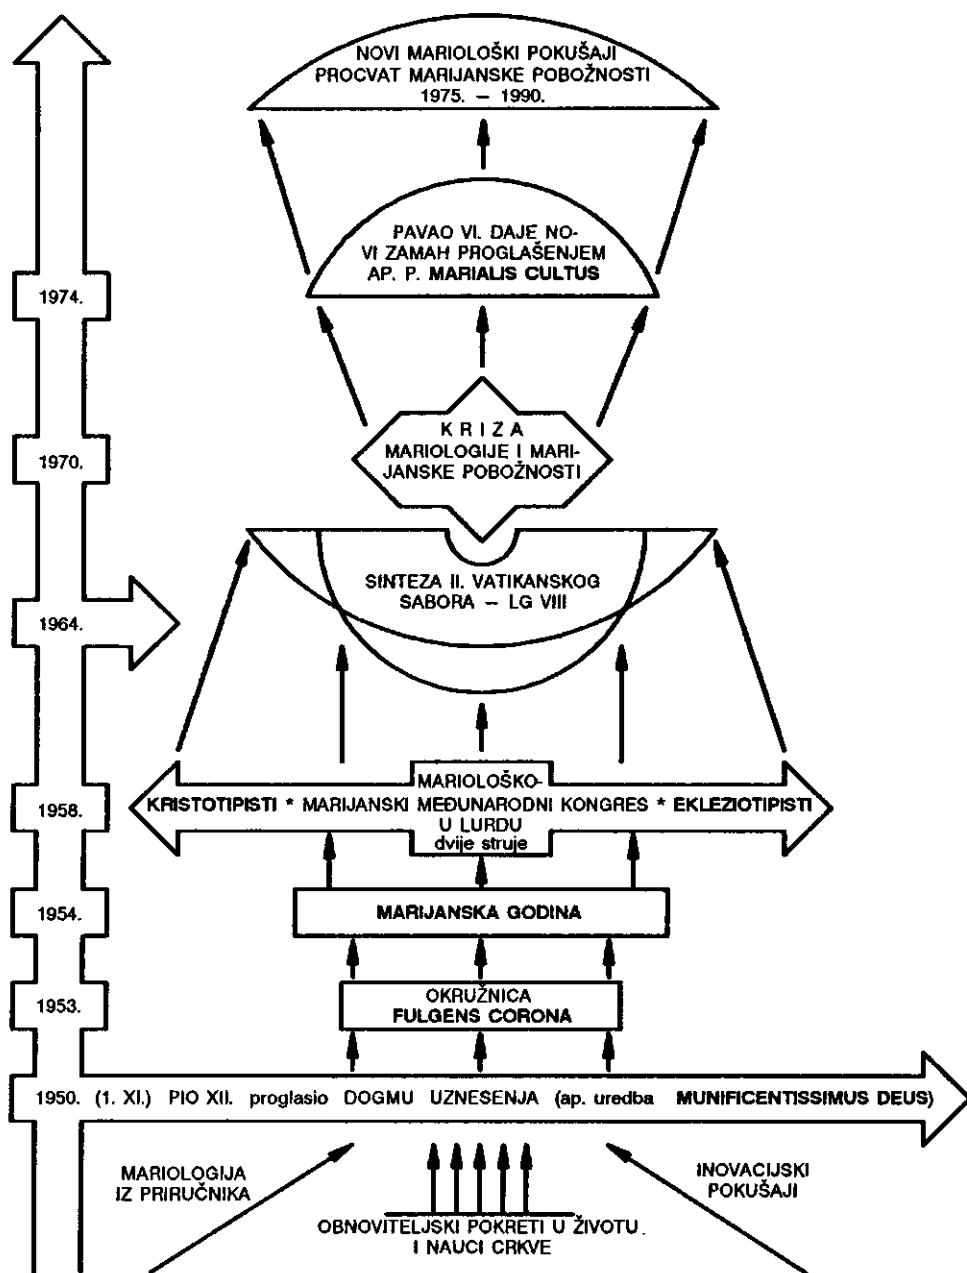 NOVI MARIOLOŠKI POKUŠAJI
PROCVAT MARIJANSKE POBOŽNOSTI
1975. – 1990.
PAVAO VI. DAJE NO-
VI ZAMAH PROGLAŠENJEM
AP. P. MARIALIS CULTUS
1974.
K R I Z A
MARIOLOGIJE I MARI-
JANSKE POBOŽNOSTI
1970.
SINTEZA II. VATIKANSKOG
SABORA – LG VIII
1964.
MARIOLOŠKO-
1958.
KRISTOTIPISTI * MARIJANSKI MEĐUNARODNI KONGRES * EKLEZIOTIPISTI
U LURDU
dvije struje
1954.
MARIJANSKA GODINA
1953.
OKRUŽNICA
FULGENS CORONA
1950. (1. XI.) PIO XII. proglasio DOGMU UZNESENJA (ap. uredba MUNIFICENTISSIMUS DEUS)
MARIOLOGIJA
IZ PRIRUČNIKA
INOVACIJSKI
POKUŠAJI
OBNOVITELJSKI POKRETI U ŽIVOTU
I NAUCI CRKVE